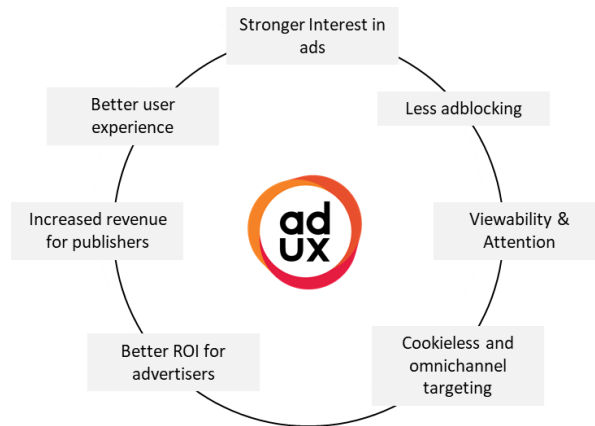 Stronger Interest in
ads
Less adblocking
Viewability &
Attention
Cookieless and
omnichannel
targeting
Better ROI for
advertisers
Increased revenue
for publishers
Better user
experience
ad
UX